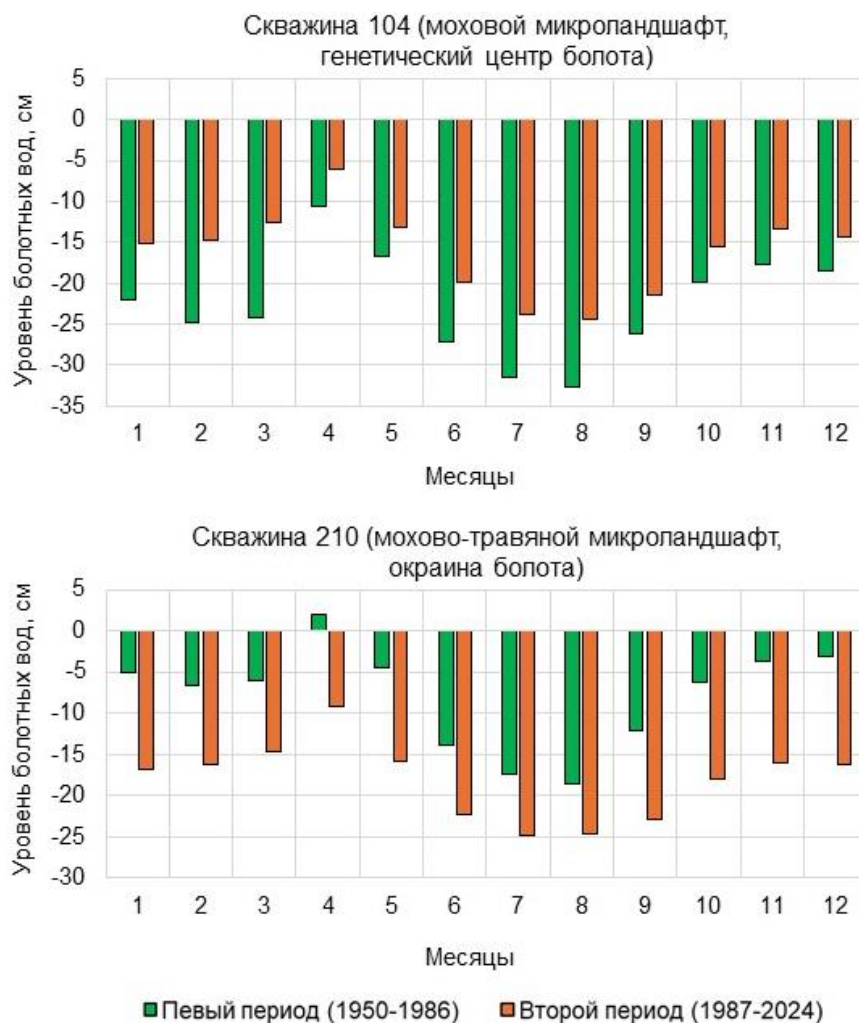 Скважина 104 (моховой микроландшафт,
генетический центр болота)
Уровень болотных вод, см
5
0
-5
-10
-15
-20
-25
-30
-35
1 2 3 4 5 6 7 8 9 10 11 12
Месяцы
Скважина 210 (мохово-травяной микроландшафт,
окраина болота)
Уровень болотных вод, см
5
0
-5
-10
-15
-20
-25
-30
1 2 3 4 5 6 7 8 9 10 11 12
Месяцы
Певый период (1950-1986) Второй период (1987-2024)